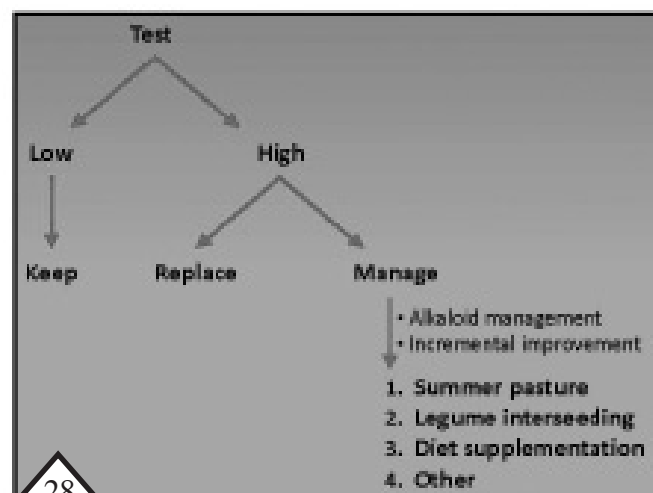 Test
Low High
Keep Replace Manage
• Alkaloid management
• Incremental improvement
1. Summer pasture
2. Legume interseeding
3. Diet supplementation
4. Other
28